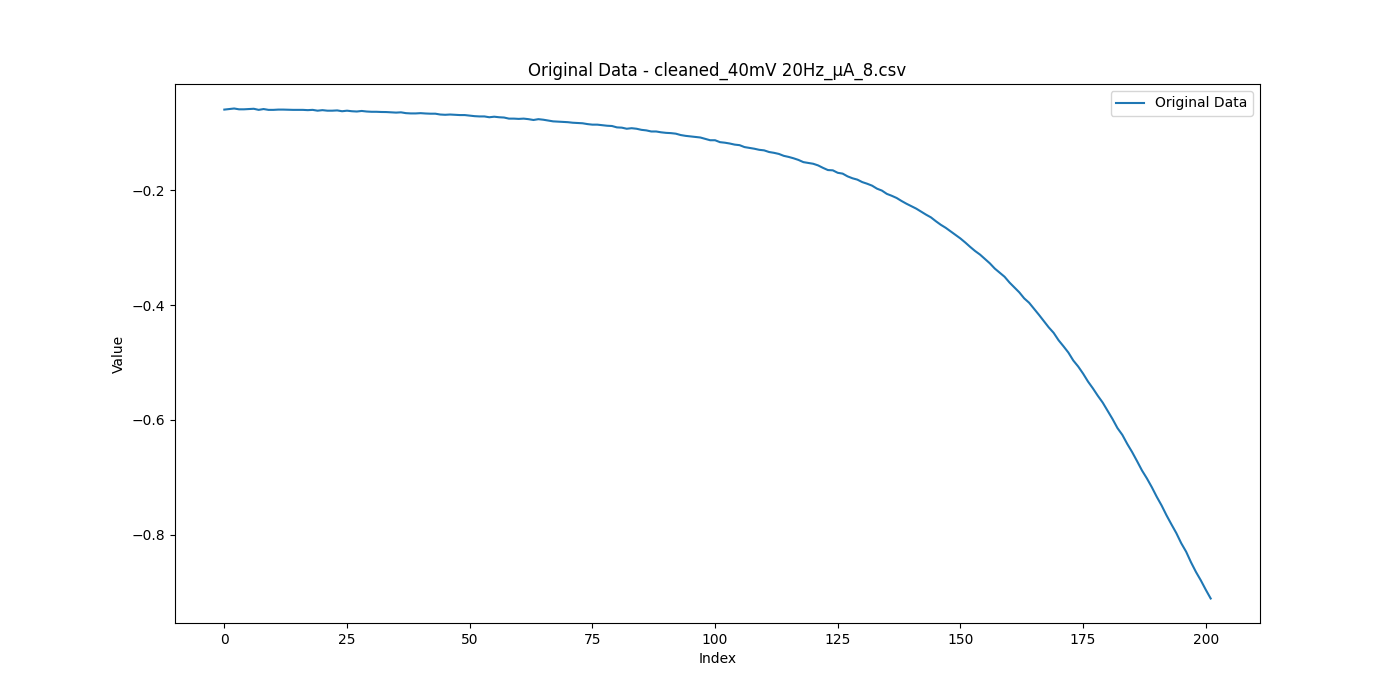 Original Data - cleaned_40mV 20Hz_µA_8.csv
Original Data
−0.2
−0.4
−0.6
−0.8
Value
0 25 50 75 100 125 150 175 200
Index